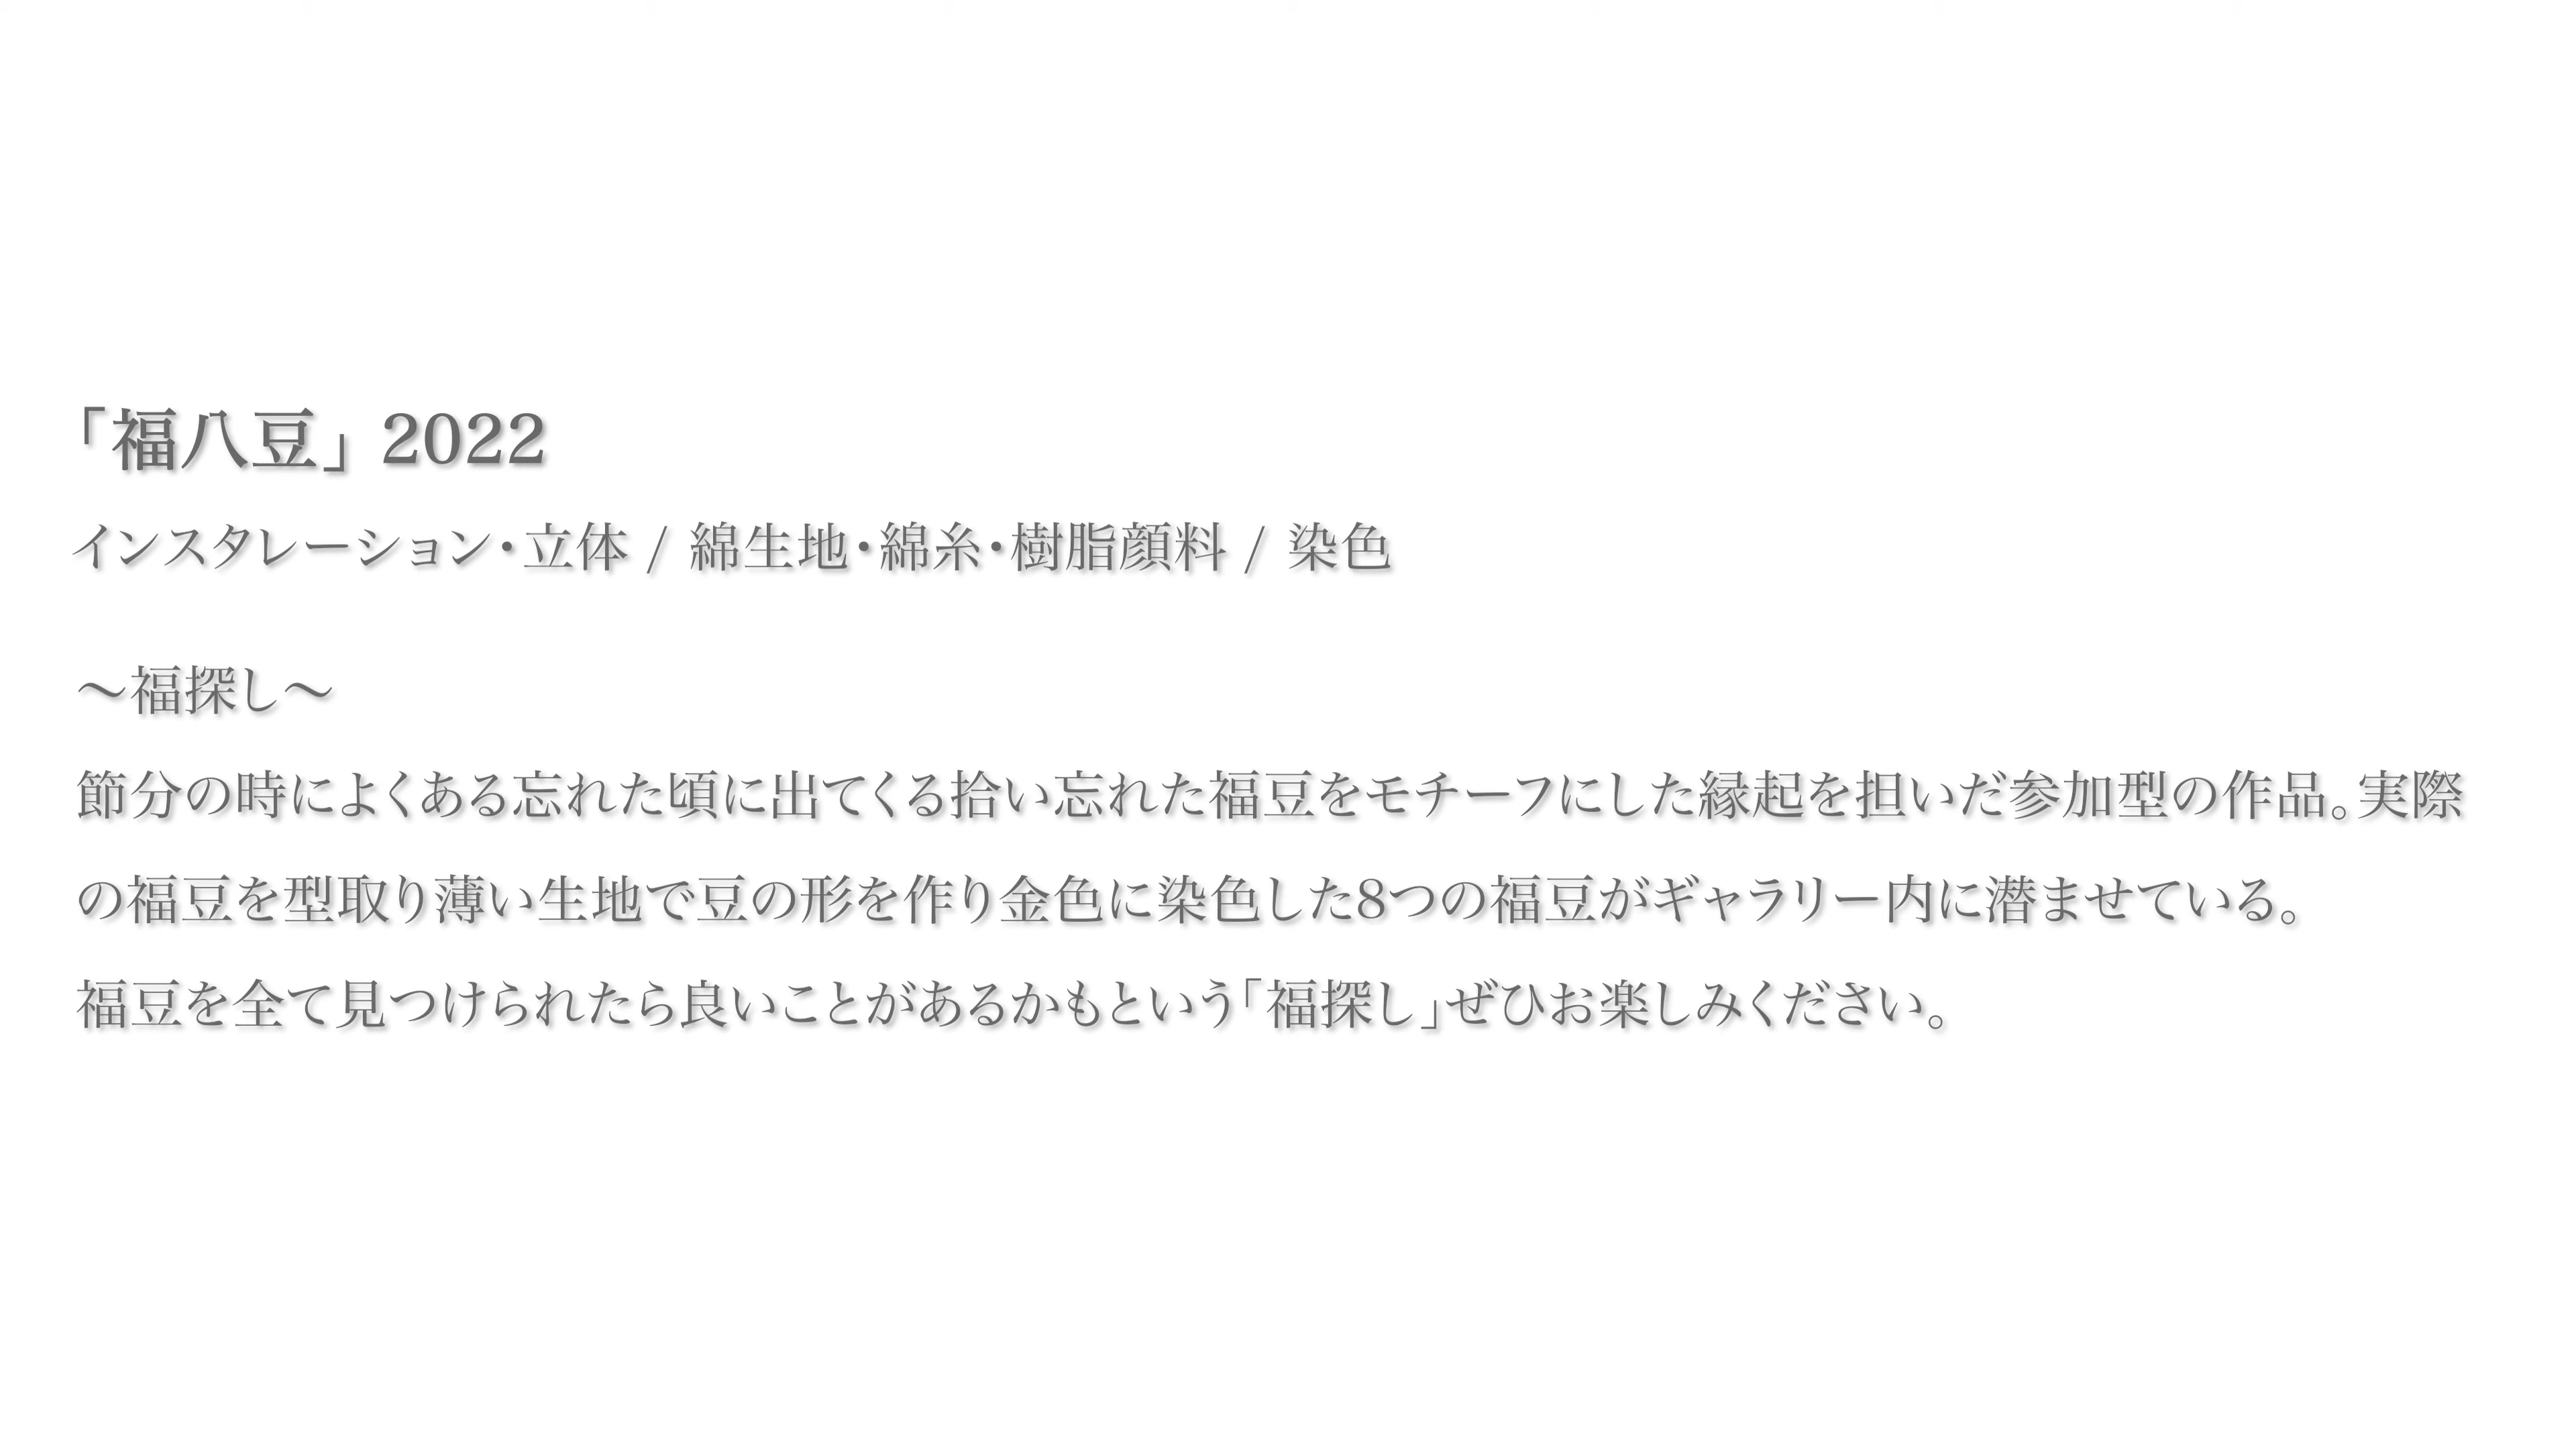 「福八豆」 2022
インスタレーション・立体 / 綿生地・綿糸・樹脂顔料 / 染色
〜福探し〜
節分の時によくある忘れた頃に出てくる拾い忘れた福豆をモチーフにした縁起を担いだ参加型の作品。実際
の福豆を型取り薄い生地で豆の形を作り金色に染色した8つの福豆がギャラリー内に潜ませている。
福豆を全て見つけられたら良いことがあるかもという「福探し」ぜひお楽しみください。